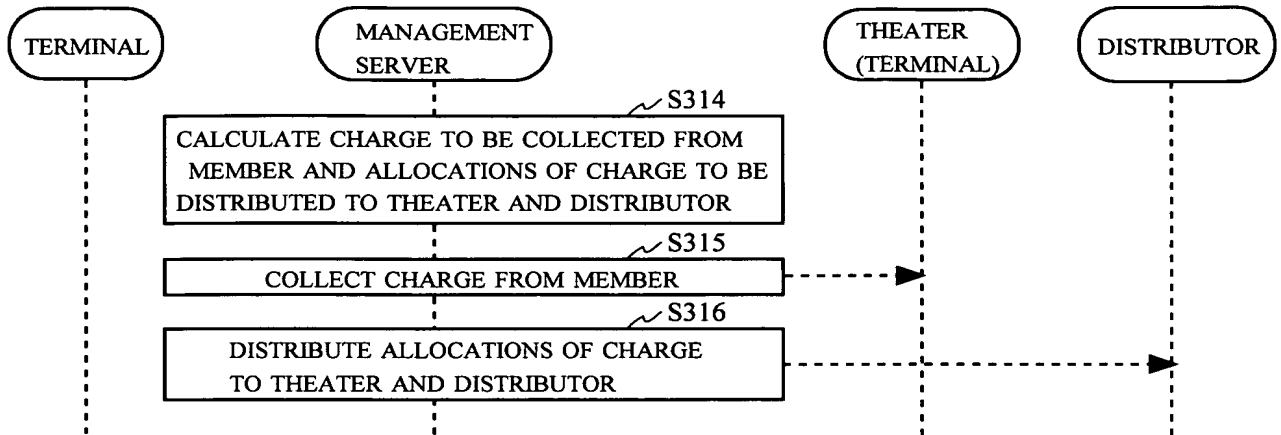 TERMINAL
MANAGEMENT
SERVER
THEATER
(TERMINAL)
DISTRIBUTOR
S314
CALCULATE CHARGE TO BE COLLECTED FROM
MEMBER AND ALLOCATIONS OF CHARGE TO BE
DISTRIBUTED TO THEATER AND DISTRIBUTOR
S315
COLLECT CHARGE FROM MEMBER
S316
DISTRIBUTE ALLOCATIONS OF CHARGE
TO THEATER AND DISTRIBUTOR